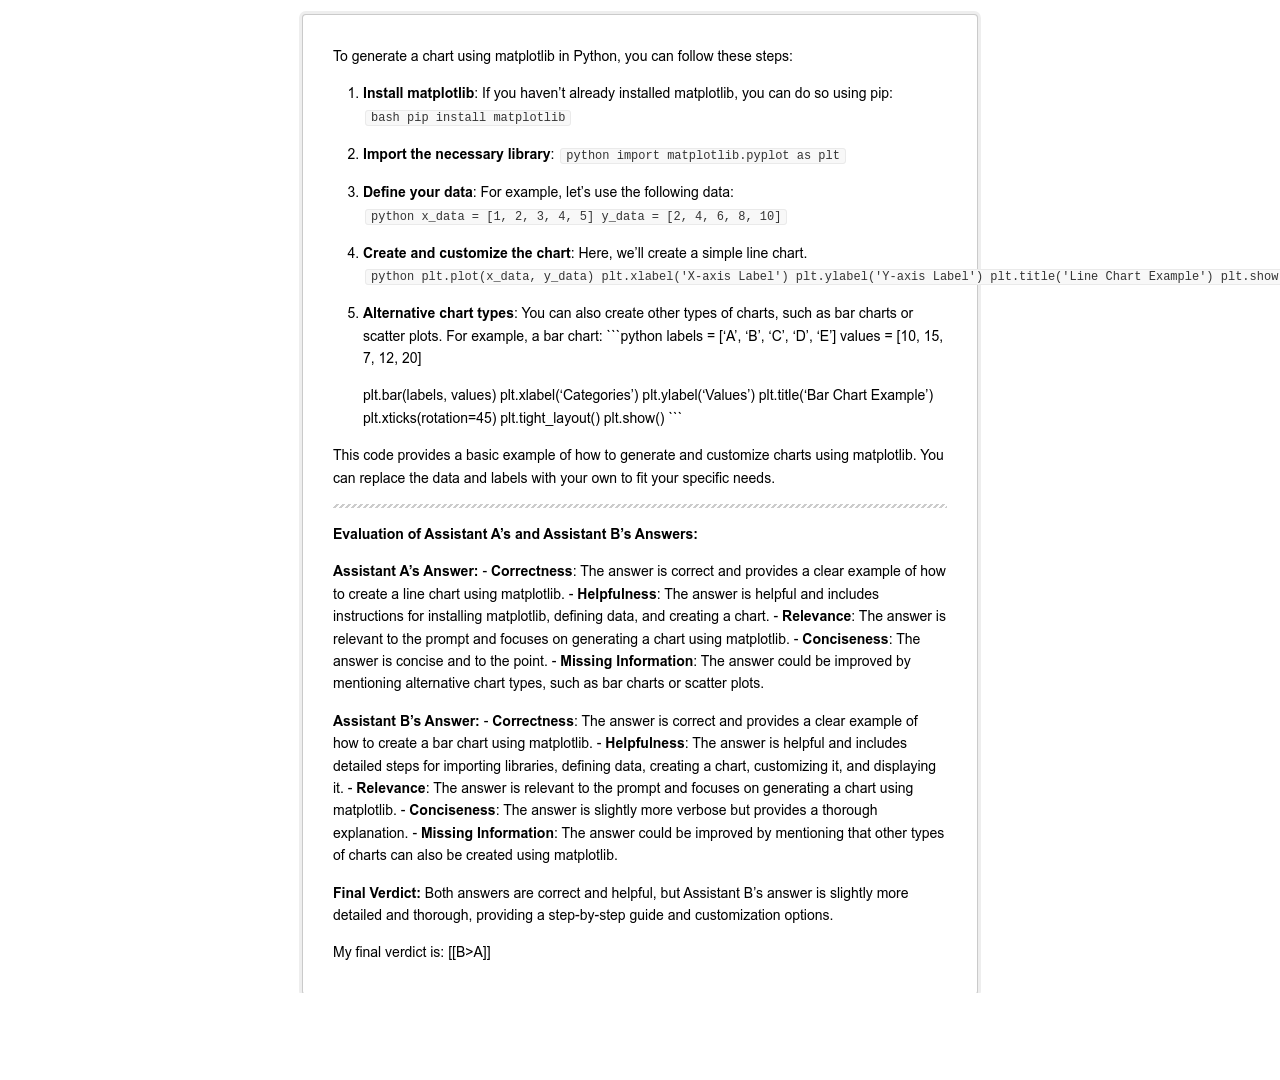 To generate a chart using matplotlib in Python, you can follow these steps:
1. Install matplotlib: If you haven’t already installed matplotlib, you can do so using pip:
bash pip install matplotlib
2. Import the necessary library: python import matplotlib.pyplot as plt
3. Define your data: For example, let’s use the following data:
python x_data = [1, 2, 3, 4, 5] y_data = [2, 4, 6, 8, 10]
4. Create and customize the chart: Here, we’ll create a simple line chart.
python plt.plot(x_data, y_data) plt.xlabel('X-axis Label') plt.ylabel('Y-axis Label') plt.title('Line Chart Example') plt.show
5. Alternative chart types: You can also create other types of charts, such as bar charts or
scatter plots. For example, a bar chart: ```python labels = [‘A’, ‘B’, ‘C’, ‘D’, ‘E’] values = [10, 15,
7, 12, 20]
plt.bar(labels, values) plt.xlabel(‘Categories’) plt.ylabel(‘Values’) plt.title(‘Bar Chart Example’)
plt.xticks(rotation=45) plt.tight_layout() plt.show() ```
This code provides a basic example of how to generate and customize charts using matplotlib. You
can replace the data and labels with your own to fit your specific needs.
Evaluation of Assistant A’s and Assistant B’s Answers:
Assistant A’s Answer: - Correctness: The answer is correct and provides a clear example of how
to create a line chart using matplotlib. - Helpfulness: The answer is helpful and includes
instructions for installing matplotlib, defining data, and creating a chart. - Relevance: The answer is
relevant to the prompt and focuses on generating a chart using matplotlib. - Conciseness: The
answer is concise and to the point. - Missing Information: The answer could be improved by
mentioning alternative chart types, such as bar charts or scatter plots.
Assistant B’s Answer: - Correctness: The answer is correct and provides a clear example of
how to create a bar chart using matplotlib. - Helpfulness: The answer is helpful and includes
detailed steps for importing libraries, defining data, creating a chart, customizing it, and displaying
it. - Relevance: The answer is relevant to the prompt and focuses on generating a chart using
matplotlib. - Conciseness: The answer is slightly more verbose but provides a thorough
explanation. - Missing Information: The answer could be improved by mentioning that other types
of charts can also be created using matplotlib.
Final Verdict: Both answers are correct and helpful, but Assistant B’s answer is slightly more
detailed and thorough, providing a step-by-step guide and customization options.
My final verdict is: [[B>A]]